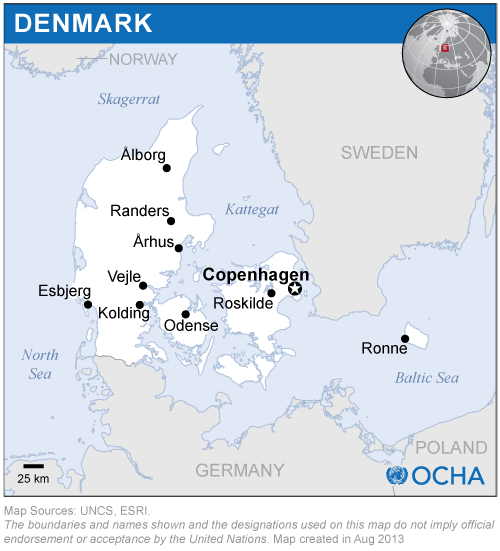 DENMARK
NORWAY
Skagerrat
Ålborg
SWEDEN
Randers
Kattegat
Århus
Copenhagen
Vejle
Esbjerg
Roskilde
Kolding
Odense
Ronne
North
Sea
Baltic Sea
POLAND
GERMANY
25 km
OCHA
Map Sources: UNCS, ESRI.
The boundaries and names shown and the designations used on this map do not imply official
endorsement or acceptance by the United Nations. Map created in Aug 2013